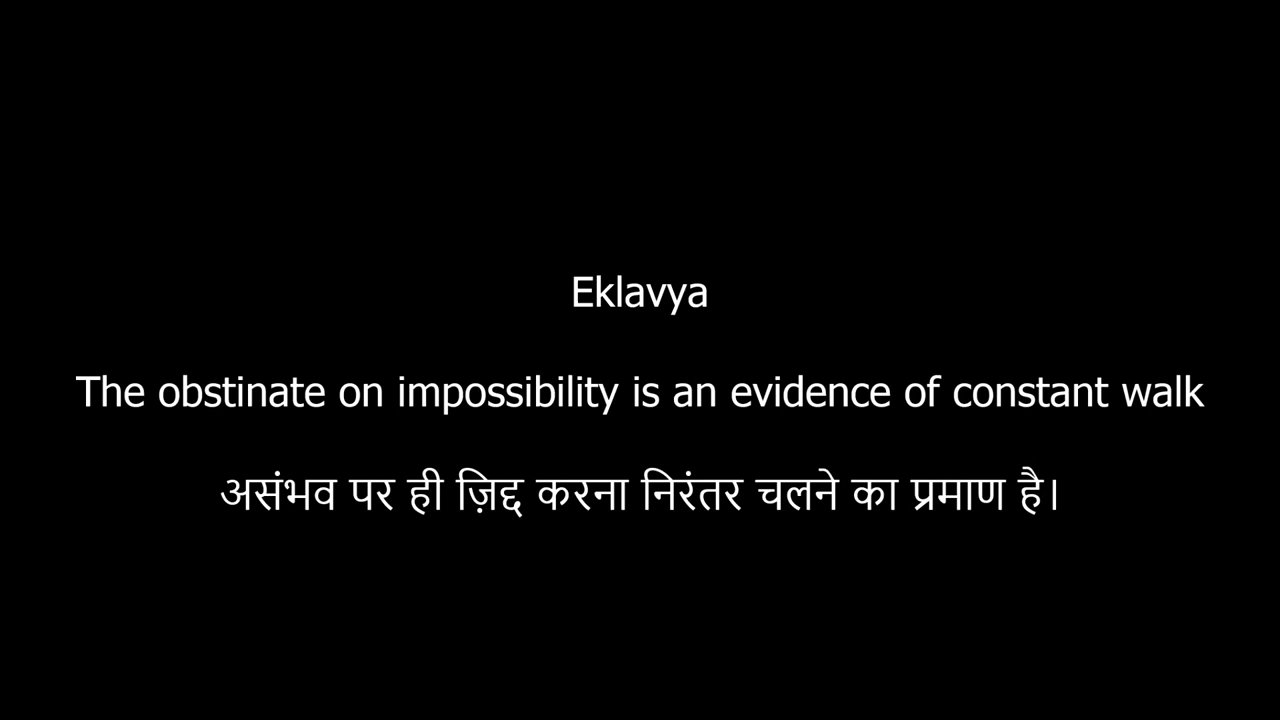 Eklavya
The obstinate on impossibility is an evidence of constant walk
असंभव पर ही ज़िद्द करना निरंतर चलने का प्रमाण है।